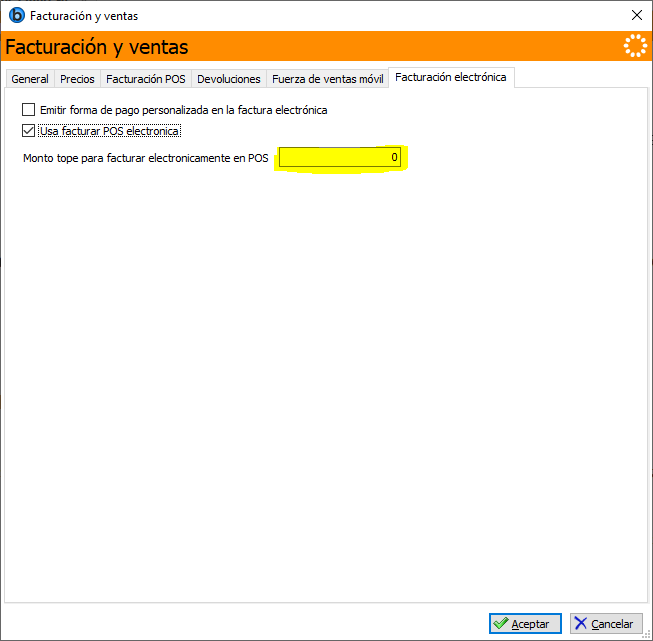 Facturación y ventas
Facturación y ventas
General Precios Facturación POS Devoluciones Fuerza de ventas móvil Facturación electrónica
Emitir forma de pago personalizada en la factura electrónica
Usa facturar POS electronica
Monto tope para facturar electronicamente en POS 0
Aceptar Cancelar